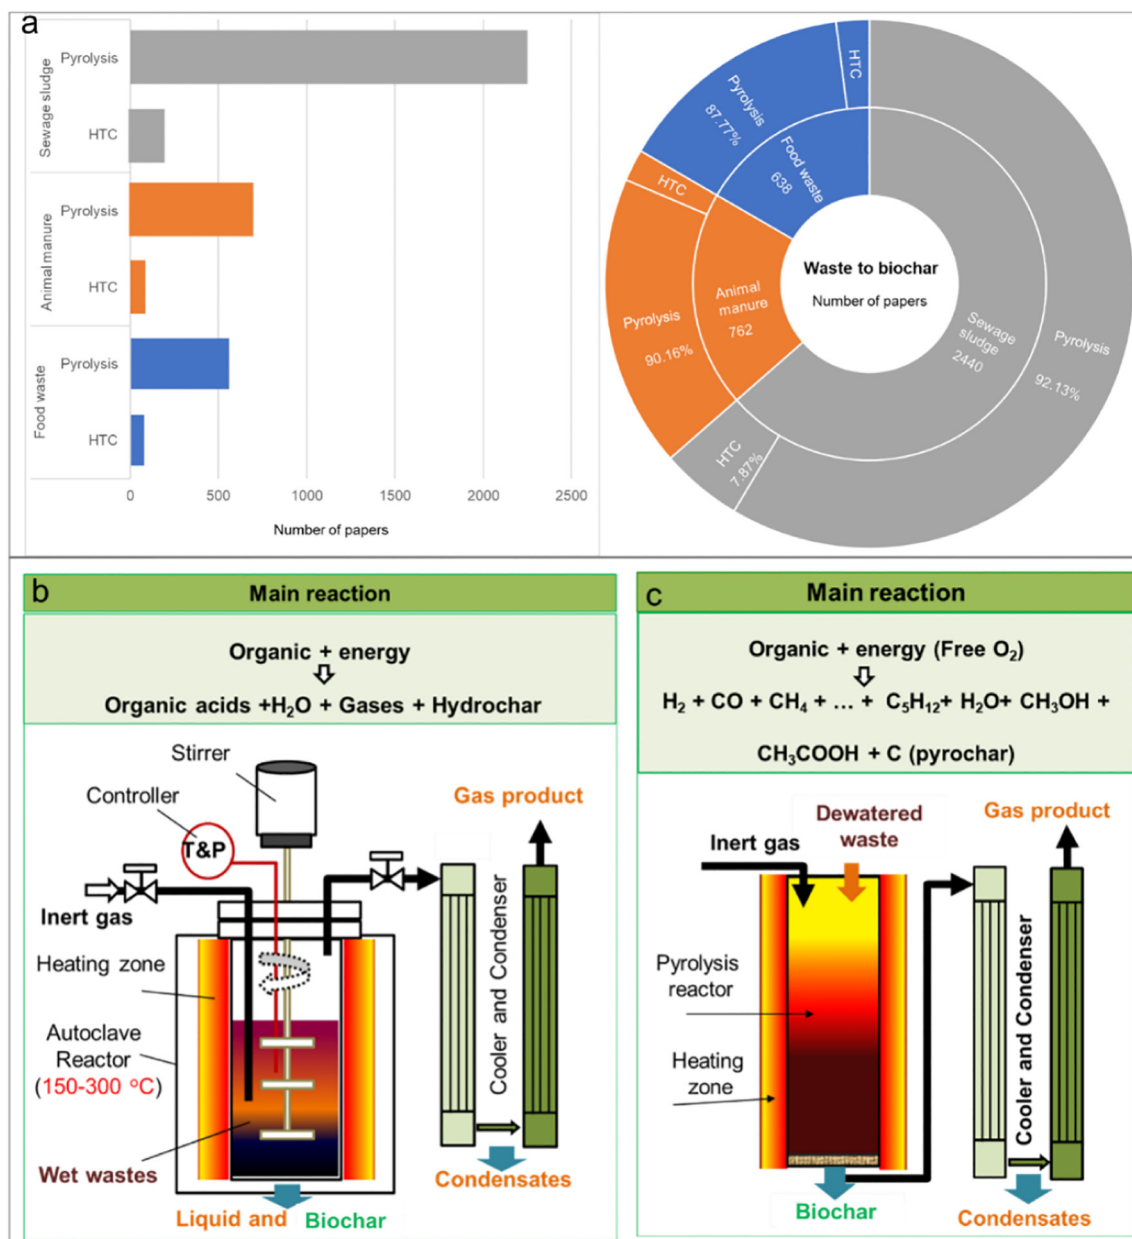 a
Sewage sludge
Pyrolysis
HTC
Animal manure
Pyrolysis
HTC
Food waste
Pyrolysis
HTC
0
500
1000
1500
2000
2500
Number of papers
Pyrolysis
87.77%
HTC
Food waste
638
HTC
Pyrolysis
90.16%
Animal
manure
762
Waste to biochar
Number of papers
Sewage
sludge
2440
Pyrolysis
92.13%
HTC
7.87%
b
Main reaction
Organic + energy
Organic acids +H₂O + Gases + Hydrochar
Stirrer
Controller
T&P
Inert gas
Heating zone
Autoclave
Reactor
(150-300 ºC)
Wet wastes
Liquid and Biochar
Gas product
Cooler and Condenser
Condensates
c
Main reaction
Organic + energy (Free O₂)
H₂ + CO + CH₄ + … + C₅H₁₂+ H₂O+ CH₃OH +
CH₃COOH + C (pyrochar)
Dewatered
waste
Inert gas
Gas product
Pyrolysis
reactor
Heating
zone
Cooler and Condenser
Biochar
Condensates